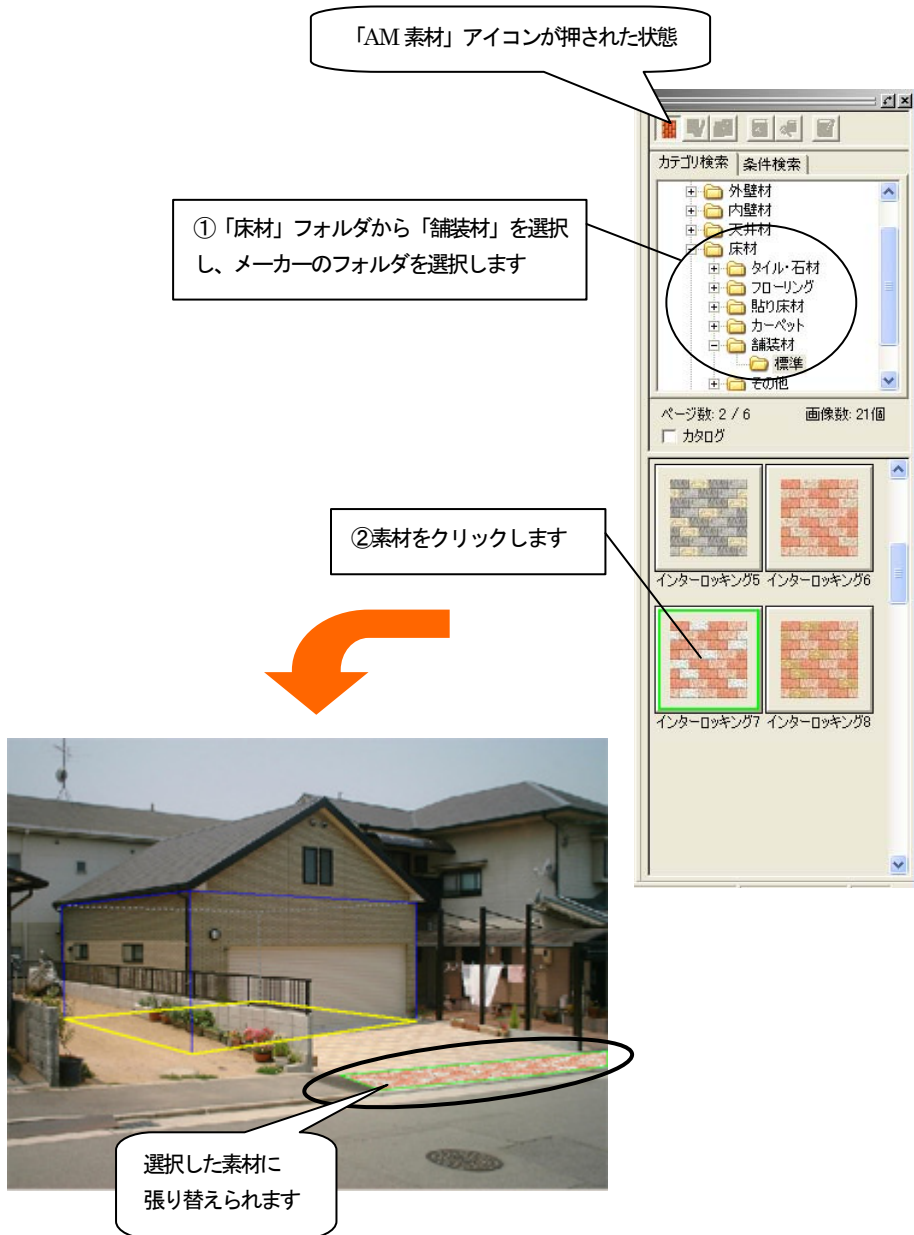 「AM 素材」アイコンが押された状態
カテゴリ検索
条件検索
外壁材
内壁材
天井材
床材
タイル・石材
フローリング
貼り床材
カーペット
舗装材
標準
その他
①「床材」フォルダから「舗装材」を選択
し、メーカーのフォルダを選択します
ページ数: 2 / 6 画像数: 21個
カタログ
②素材をクリックします
インターロッキング5 インターロッキング6
インターロッキング7 インターロッキング8
選択した素材に
張り替えられます